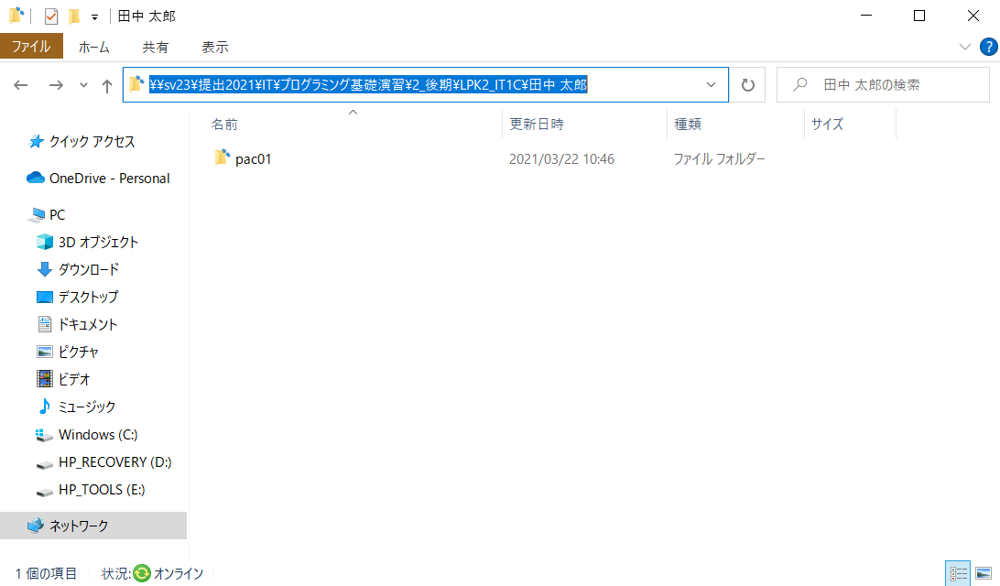 田中 太郎
ファイル ホーム 共有 表示
¥¥sv23¥提出2021¥IT¥プログラミング基礎演習¥2_後期¥LPK2_IT1C¥田中 太郎
田中 太郎の検索
名前 更新日時 種類 サイズ
pac01 2021/03/22 10:46 ファイル フォルダー
クイック アクセス
OneDrive - Personal
PC
3D オブジェクト
ダウンロード
デスクトップ
ドキュメント
ピクチャ
ビデオ
ミュージック
Windows (C:)
HP_RECOVERY (D:)
HP_TOOLS (E:)
ネットワーク
1 個の項目 状況: オンライン